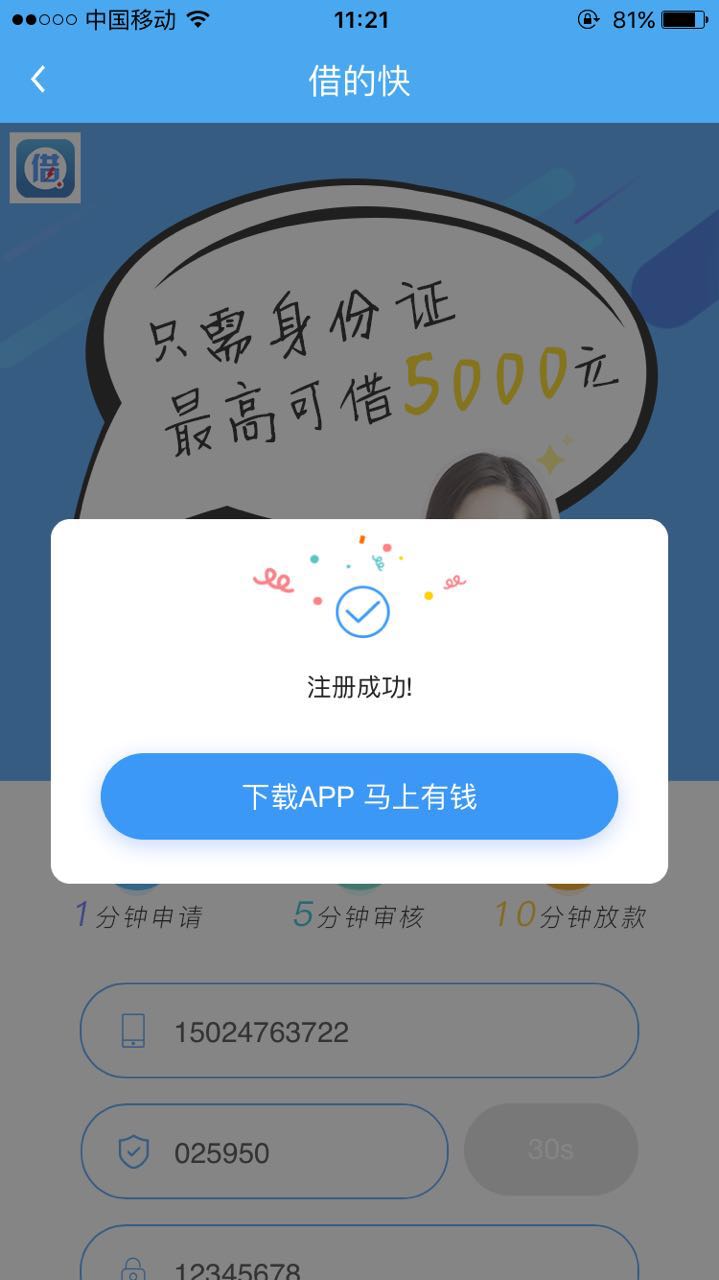 中国移动 11:21 81%
借的快
借
只需身份证
最高可借5000元
注册成功!
下载APP 马上有钱
1分钟申请 5分钟审核 10分钟放款
15024763722
025950 30s
12345678